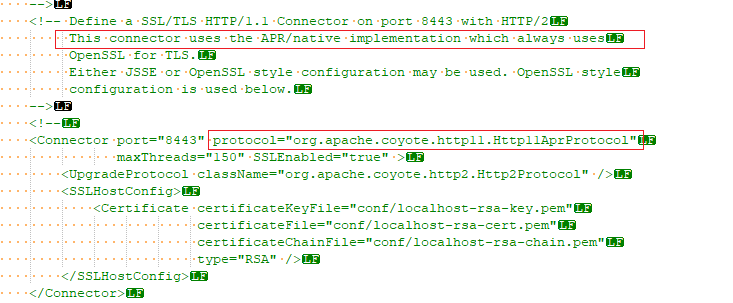 -->LF
<!-- Define a SSL/TLS HTTP/1.1 Connector on port 8443 with HTTP/2LF
This connector uses the APR/native implementation which always usesLF
OpenSSL for TLS.LF
Either JSSE or OpenSSL style configuration may be used. OpenSSL styleLF
configuration is used below.LF
-->LF
<!--LF
<Connector port="8443" protocol="org.apache.coyote.http11.Http11AprProtocol"LF
maxThreads="150" SSLEnabled="true" >LF
<UpgradeProtocol className="org.apache.coyote.http2.Http2Protocol" />LF
<SSLHostConfig>LF
<Certificate certificateKeyFile="conf/localhost-rsa-key.pem"LF
certificateFile="conf/localhost-rsa-cert.pem"LF
certificateChainFile="conf/localhost-rsa-chain.pem"LF
type="RSA" />LF
</SSLHostConfig>LF
</Connector>LF